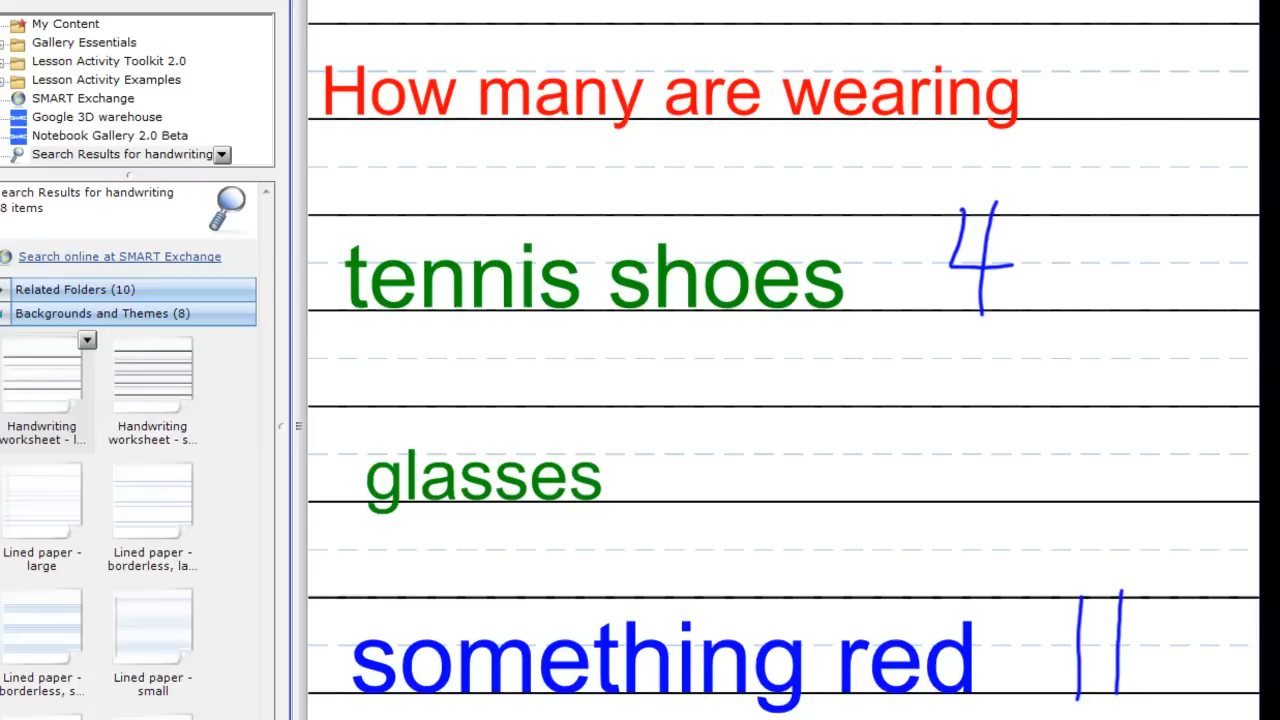 My Content
Gallery Essentials
Lesson Activity Toolkit 2.0
Lesson Activity Examples
SMART Exchange
Google 3D warehouse
Notebook Gallery 2.0 Beta
Search Results for handwriting
earch Results for handwriting
8 items
Search online at SMART Exchange
Related Folders (10)
Backgrounds and Themes (8)
Handwriting worksheet - l...
Handwriting worksheet - s...
Lined paper - large
Lined paper - borderless, la...
Lined paper - borderless, s...
Lined paper - small
How many are wearing
tennis shoes 4
glasses
something red 11